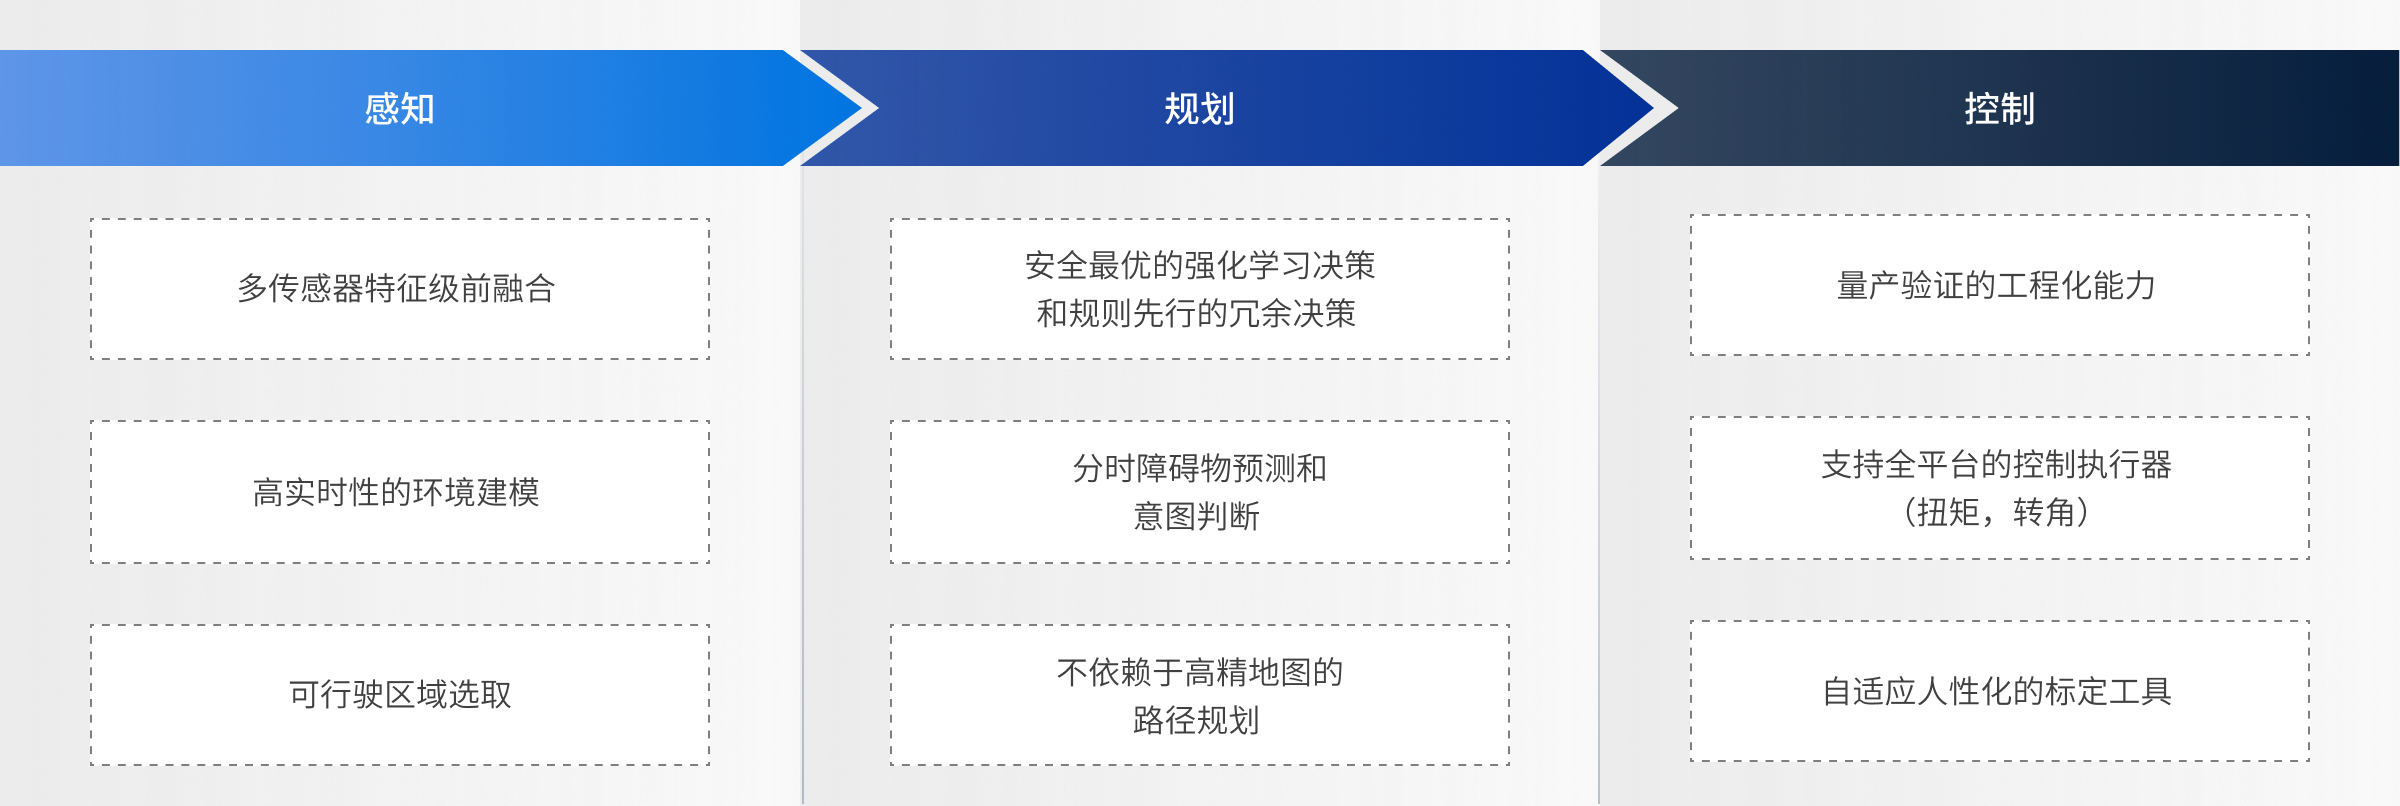 感知
多传感器特征级前融合
高实时性的环境建模
可行驶区域选取
规划
安全最优的强化学习决策
和规则先行的冗余决策
分时障碍物预测和
意图判断
不依赖于高精地图的
路径规划
控制
量产验证的工程化能力
支持全平台的控制执行器
（扭矩，转角）
自适应人性化的标定工具